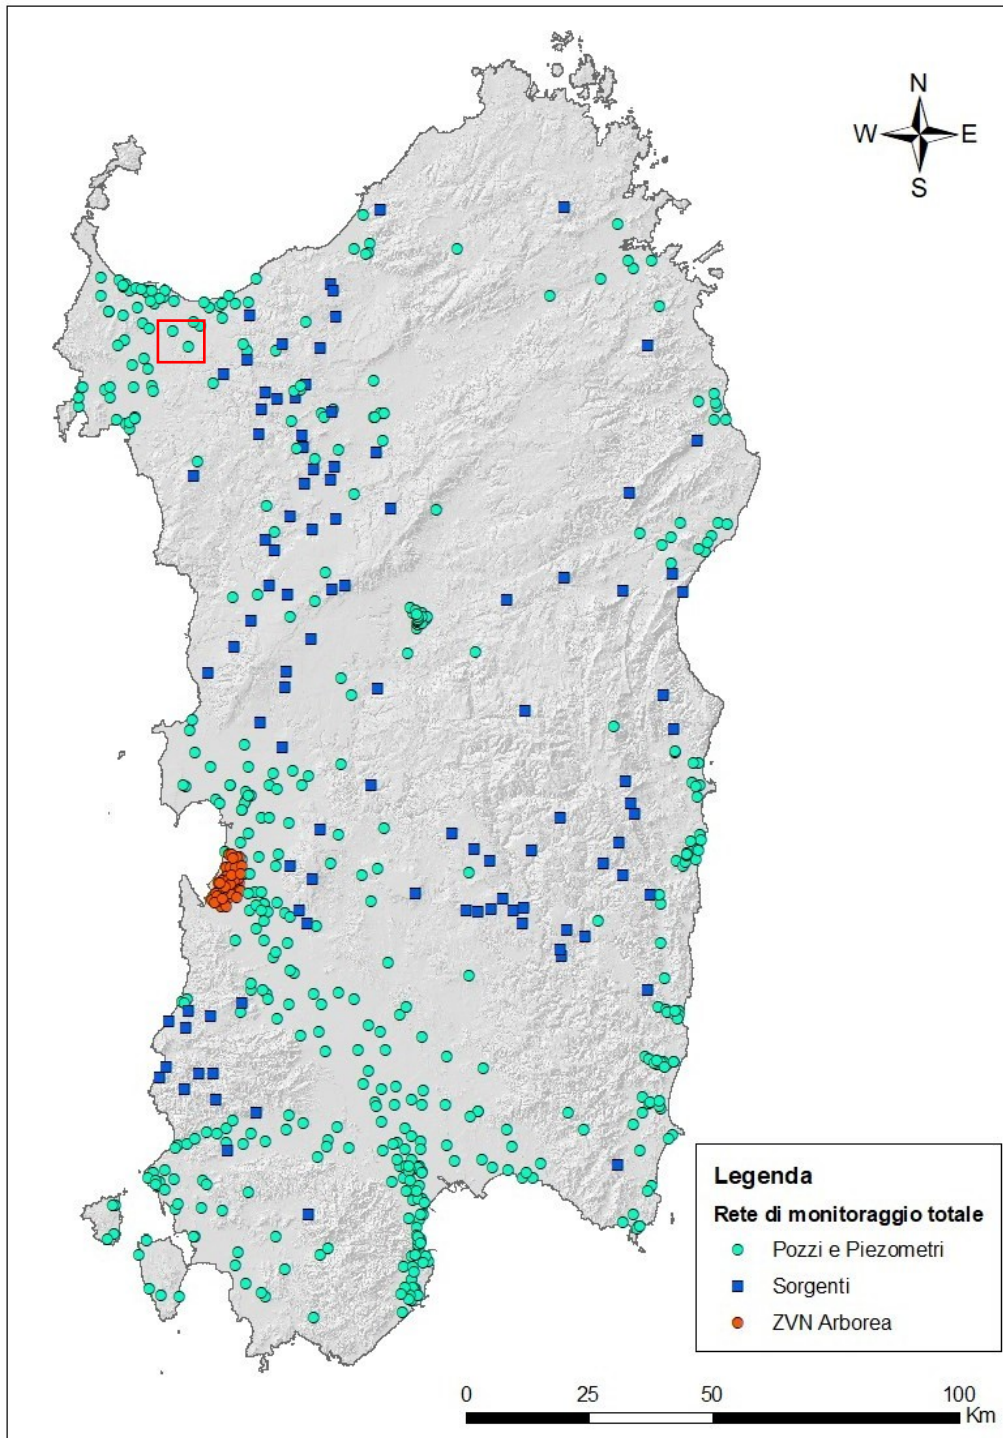 N
W E
S
Legenda
Rete di monitoraggio totale
Pozzi e Piezometri
Sorgenti
ZVN Arborea
0 25 50 100
Km